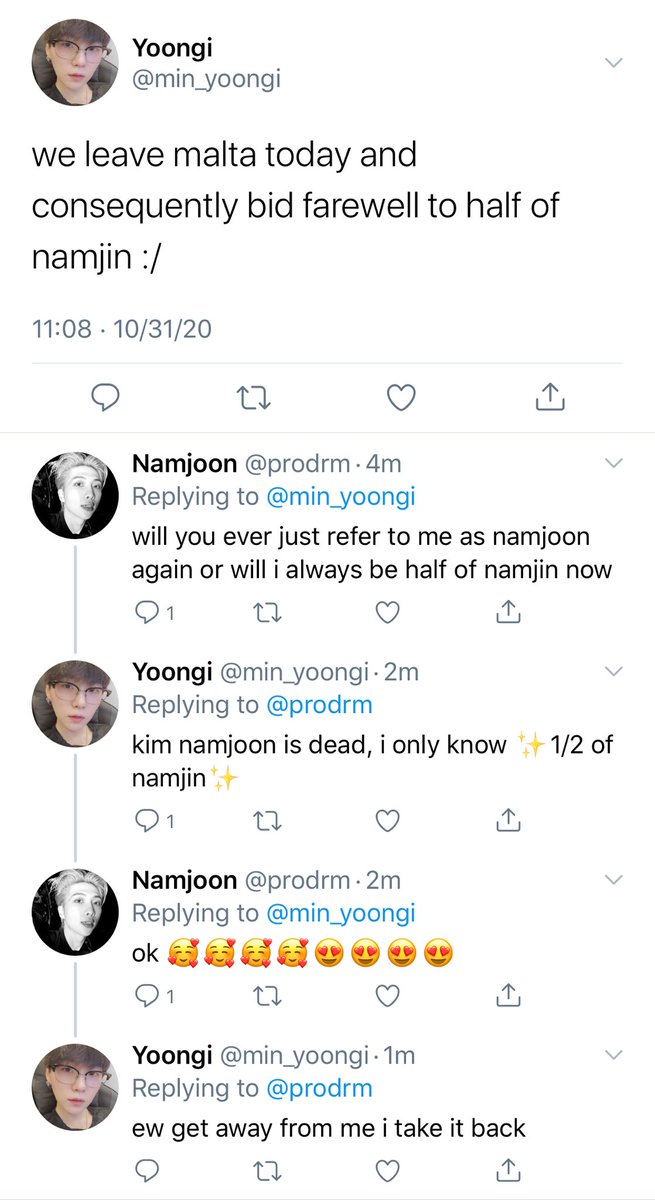 Yoongi
@min_yoongi
we leave malta today and
consequently bid farewell to half of
namjin :/
11:08 · 10/31/20
Namjoon @prodrm · 4m
Replying to @min_yoongi
will you ever just refer to me as namjoon
again or will i always be half of namjin now
1
Yoongi @min_yoongi · 2m
Replying to @prodrm
kim namjoon is dead, i only know ✨1/2 of
namjin✨
1
Namjoon @prodrm · 2m
Replying to @min_yoongi
ok 🥰🥰🥰🥰😍😍😍😍
1
Yoongi @min_yoongi · 1m
Replying to @prodrm
ew get away from me i take it back